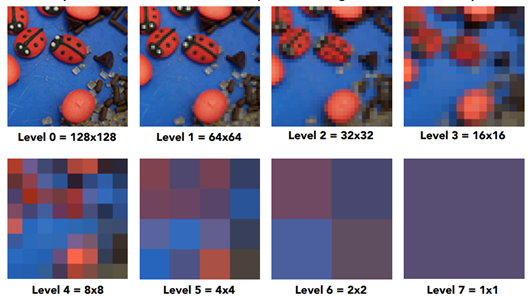 Level 0 = 128x128
Level 1 = 64x64
Level 2 = 32x32
Level 3 = 16x16
Level 4 = 8x8
Level 5 = 4x4
Level 6 = 2x2
Level 7 = 1x1